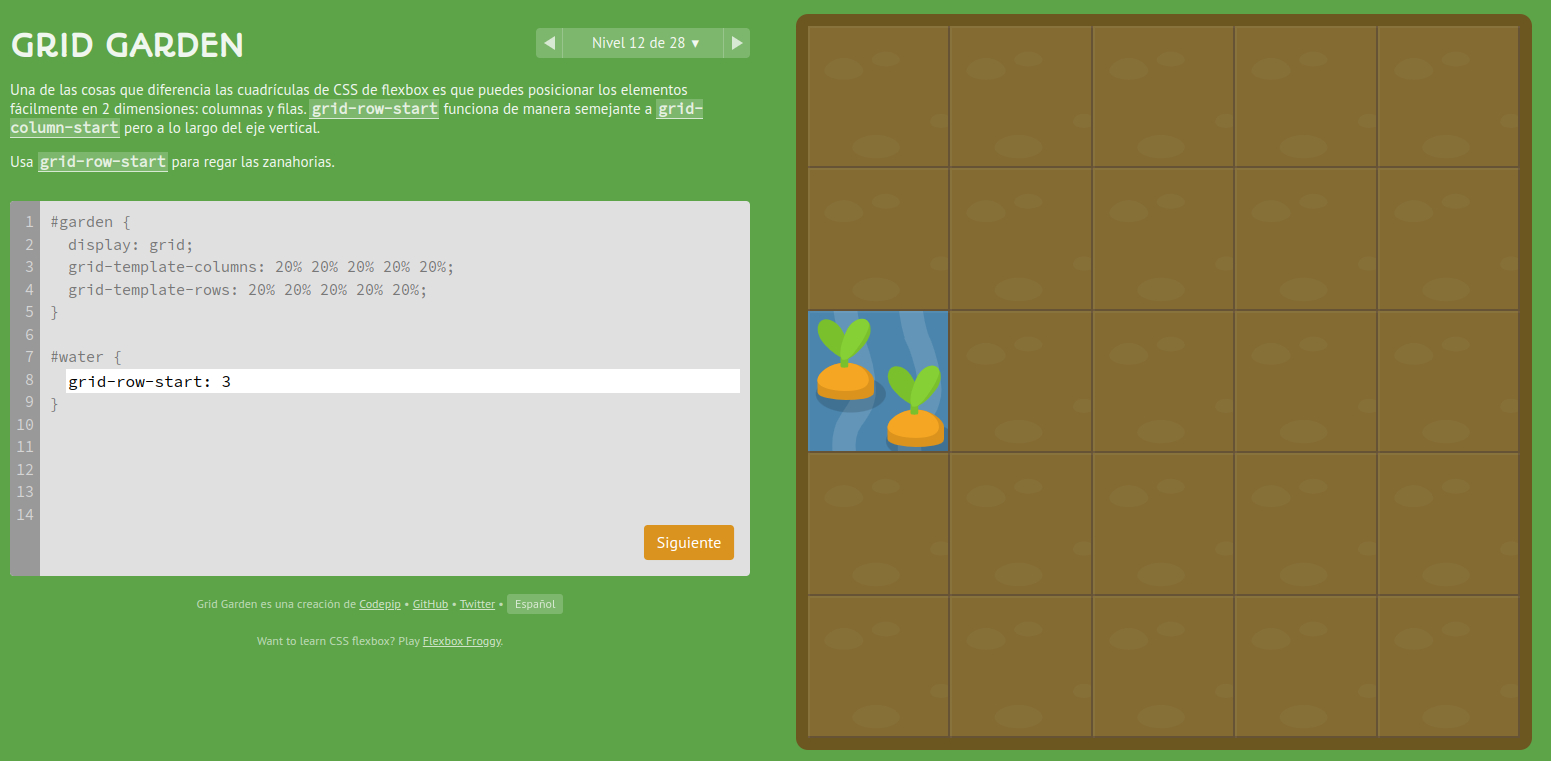 GRID GARDEN
◀ Nivel 12 de 28 ▼ ▶
Una de las cosas que diferencia las cuadrículas de CSS de flexbox es que puedes posicionar los elementos
fácilmente en 2 dimensiones: columnas y filas. grid-row-start funciona de manera semejante a grid-
column-start pero a lo largo del eje vertical.
Usa grid-row-start para regar las zanahorias.
1 #garden {
2   display: grid;
3   grid-template-columns: 20% 20% 20% 20% 20%;
4   grid-template-rows: 20% 20% 20% 20% 20%;
5 }
6
7 #water {
8   grid-row-start: 3
9 }
10
11
12
13
14
Siguiente
Grid Garden es una creación de Codepip • GitHub • Twitter • Español
Want to learn CSS flexbox? Play Flexbox Froggy.